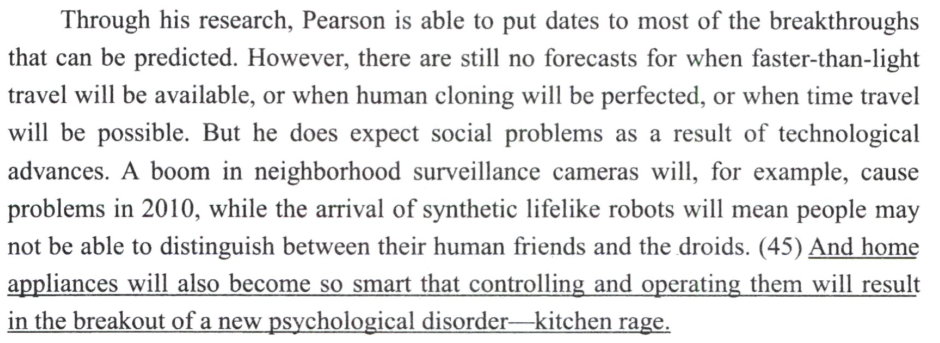 Through his research, Pearson is able to put dates to most of the breakthroughs
that can be predicted. However, there are still no forecasts for when faster-than-light
travel will be available, or when human cloning will be perfected, or when time travel
will be possible. But he does expect social problems as a result of technological
advances. A boom in neighborhood surveillance cameras will, for example, cause
problems in 2010, while the arrival of synthetic lifelike robots will mean people may
not be able to distinguish between their human friends and the droids. (45) And home
appliances will also become so smart that controlling and operating them will result
in the breakout of a new psychological disorder—kitchen rage.